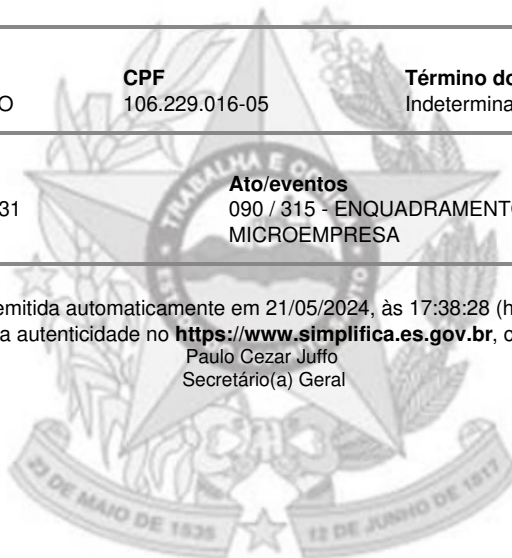 CPF Término do
O 106.229.016-05 Indetermina
Ato/eventos
31 090 / 315 - ENQUADRAMENTO
MICROEMPRESA
emitida automaticamente em 21/05/2024, às 17:38:28 (h
a autenticidade no https://www.simplifica.es.gov.br, c
Paulo Cezar Juffo
Secretário(a) Geral
TRABALHA E CO
23 DE MAIO DE 1535 12 DE JUNHO DE 1817